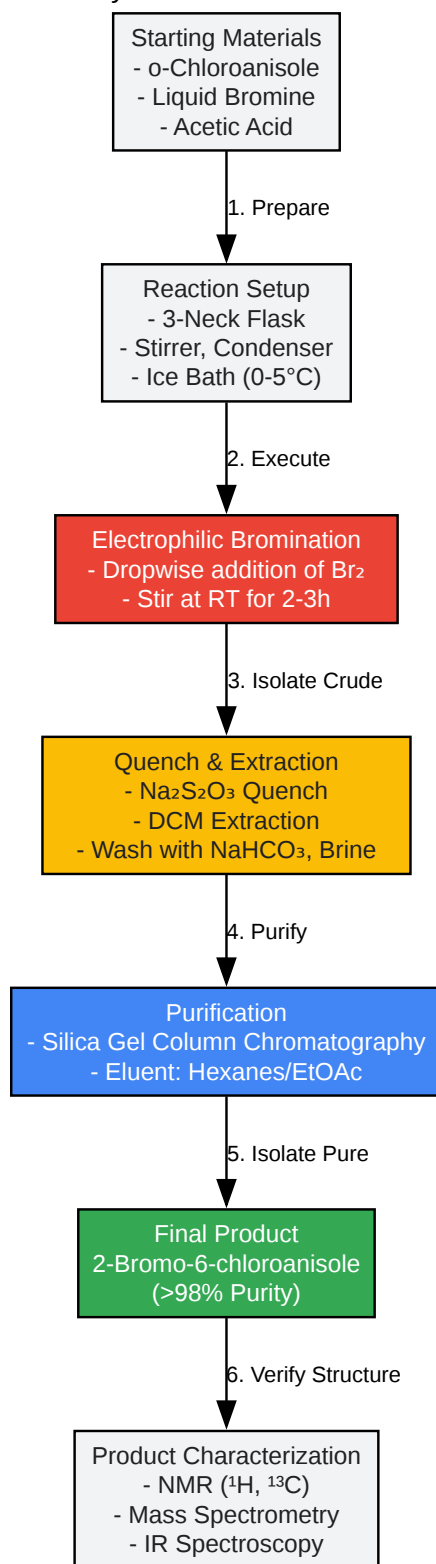 Starting Materials
- o-Chloroanisole
- Liquid Bromine
- Acetic Acid
1. Prepare
Reaction Setup
- 3-Neck Flask
- Stirrer, Condenser
- Ice Bath (0-5°C)
2. Execute
Electrophilic Bromination
- Dropwise addition of Br₂
- Stir at RT for 2-3h
3. Isolate Crude
Quench & Extraction
- Na₂S₂O₃ Quench
- DCM Extraction
- Wash with NaHCO₃, Brine
4. Purify
Purification
- Silica Gel Column Chromatography
- Eluent: Hexanes/EtOAc
5. Isolate Pure
Final Product
2-Bromo-6-chloroanisole
(>98% Purity)
6. Verify Structure
Product Characterization
- NMR (¹H, ¹³C)
- Mass Spectrometry
- IR Spectroscopy